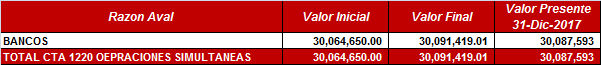 Razon Aval Valor Inicial Valor Final Valor Presente 31-Dic-2017
BANCOS 30,064,650.00 30,091,419.01 30,087,593
TOTAL CTA 1220 OEPRACIONES SIMULTANEAS 30,064,650.00 30,091,419.01 30,087,593